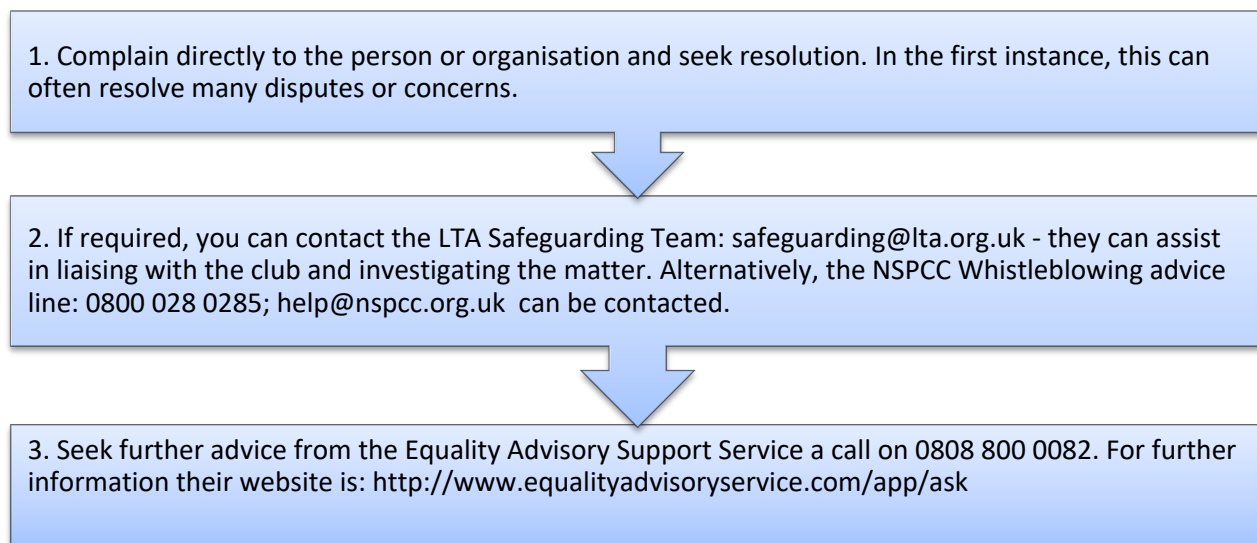 1. Complain directly to the person or organisation and seek resolution. In the first instance, this can
often resolve many disputes or concerns.
2. If required, you can contact the LTA Safeguarding Team: safeguarding@lta.org.uk - they can assist
in liaising with the club and investigating the matter. Alternatively, the NSPCC Whistleblowing advice
line: 0800 028 0285; help@nspcc.org.uk  can be contacted.
3. Seek further advice from the Equality Advisory Support Service a call on 0808 800 0082. For further
information their website is: http://www.equalityadvisoryservice.com/app/ask